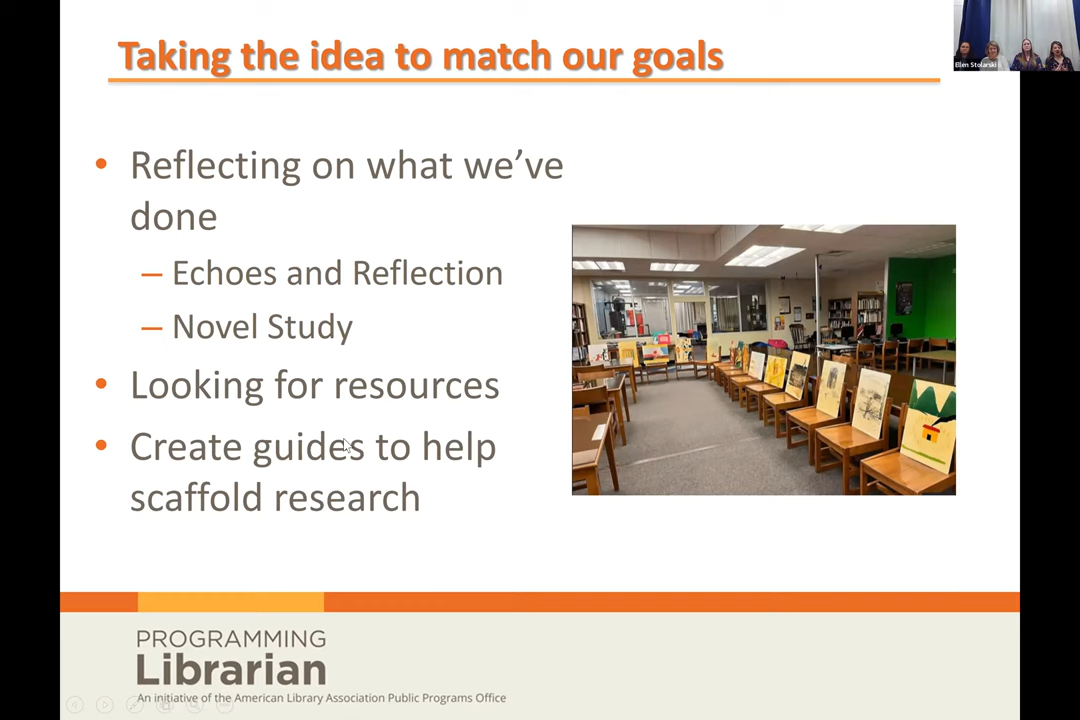 Taking the idea to match our goals
Ellen Stolarski
• Reflecting on what we’ve
done
– Echoes and Reflection
– Novel Study
• Looking for resources
• Create guides to help
scaffold research
PROGRAMMING
Librarian
An initiative of the American Library Association Public Programs Office